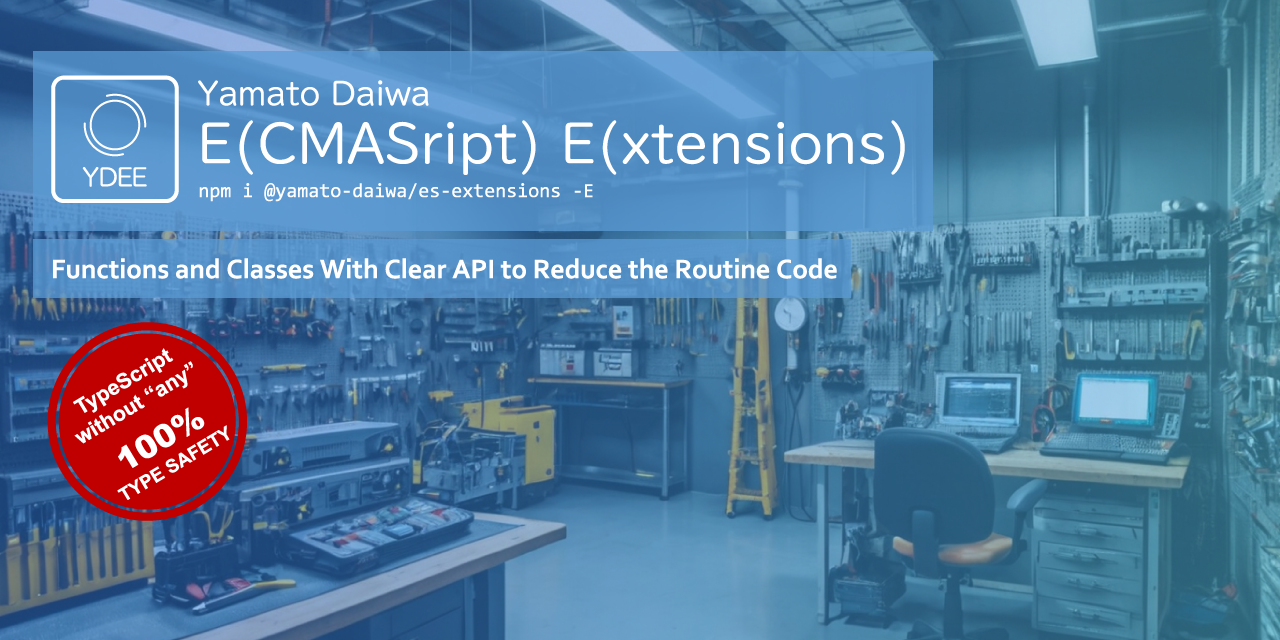 Yamato Daiwa
E(CMASript) E(xtensions)
YDEE
npm i @yamato-daiwa/es-extensions -E
Functions and Classes With Clear API to Reduce the Routine Code
TypeScript
without “any”
100%
TYPE SAFETY